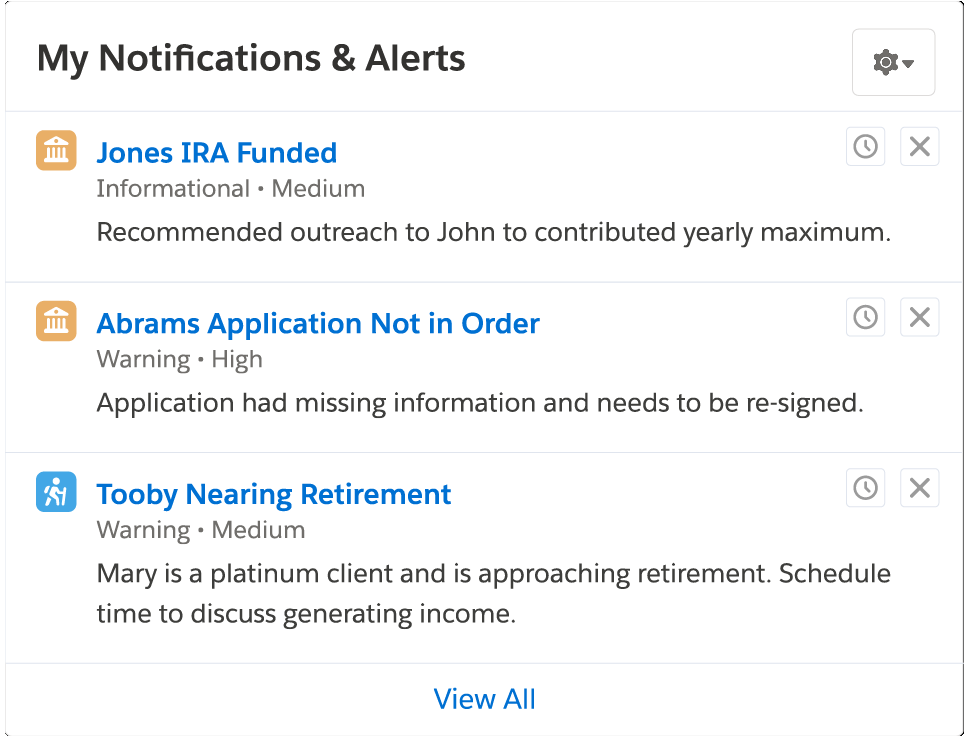 My Notifications & Alerts
Jones IRA Funded
Informational • Medium
Recommended outreach to John to contributed yearly maximum.
Abrams Application Not in Order
Warning • High
Application had missing information and needs to be re-signed.
Tooby Nearing Retirement
Warning • Medium
Mary is a platinum client and is approaching retirement. Schedule
time to discuss generating income.
View All